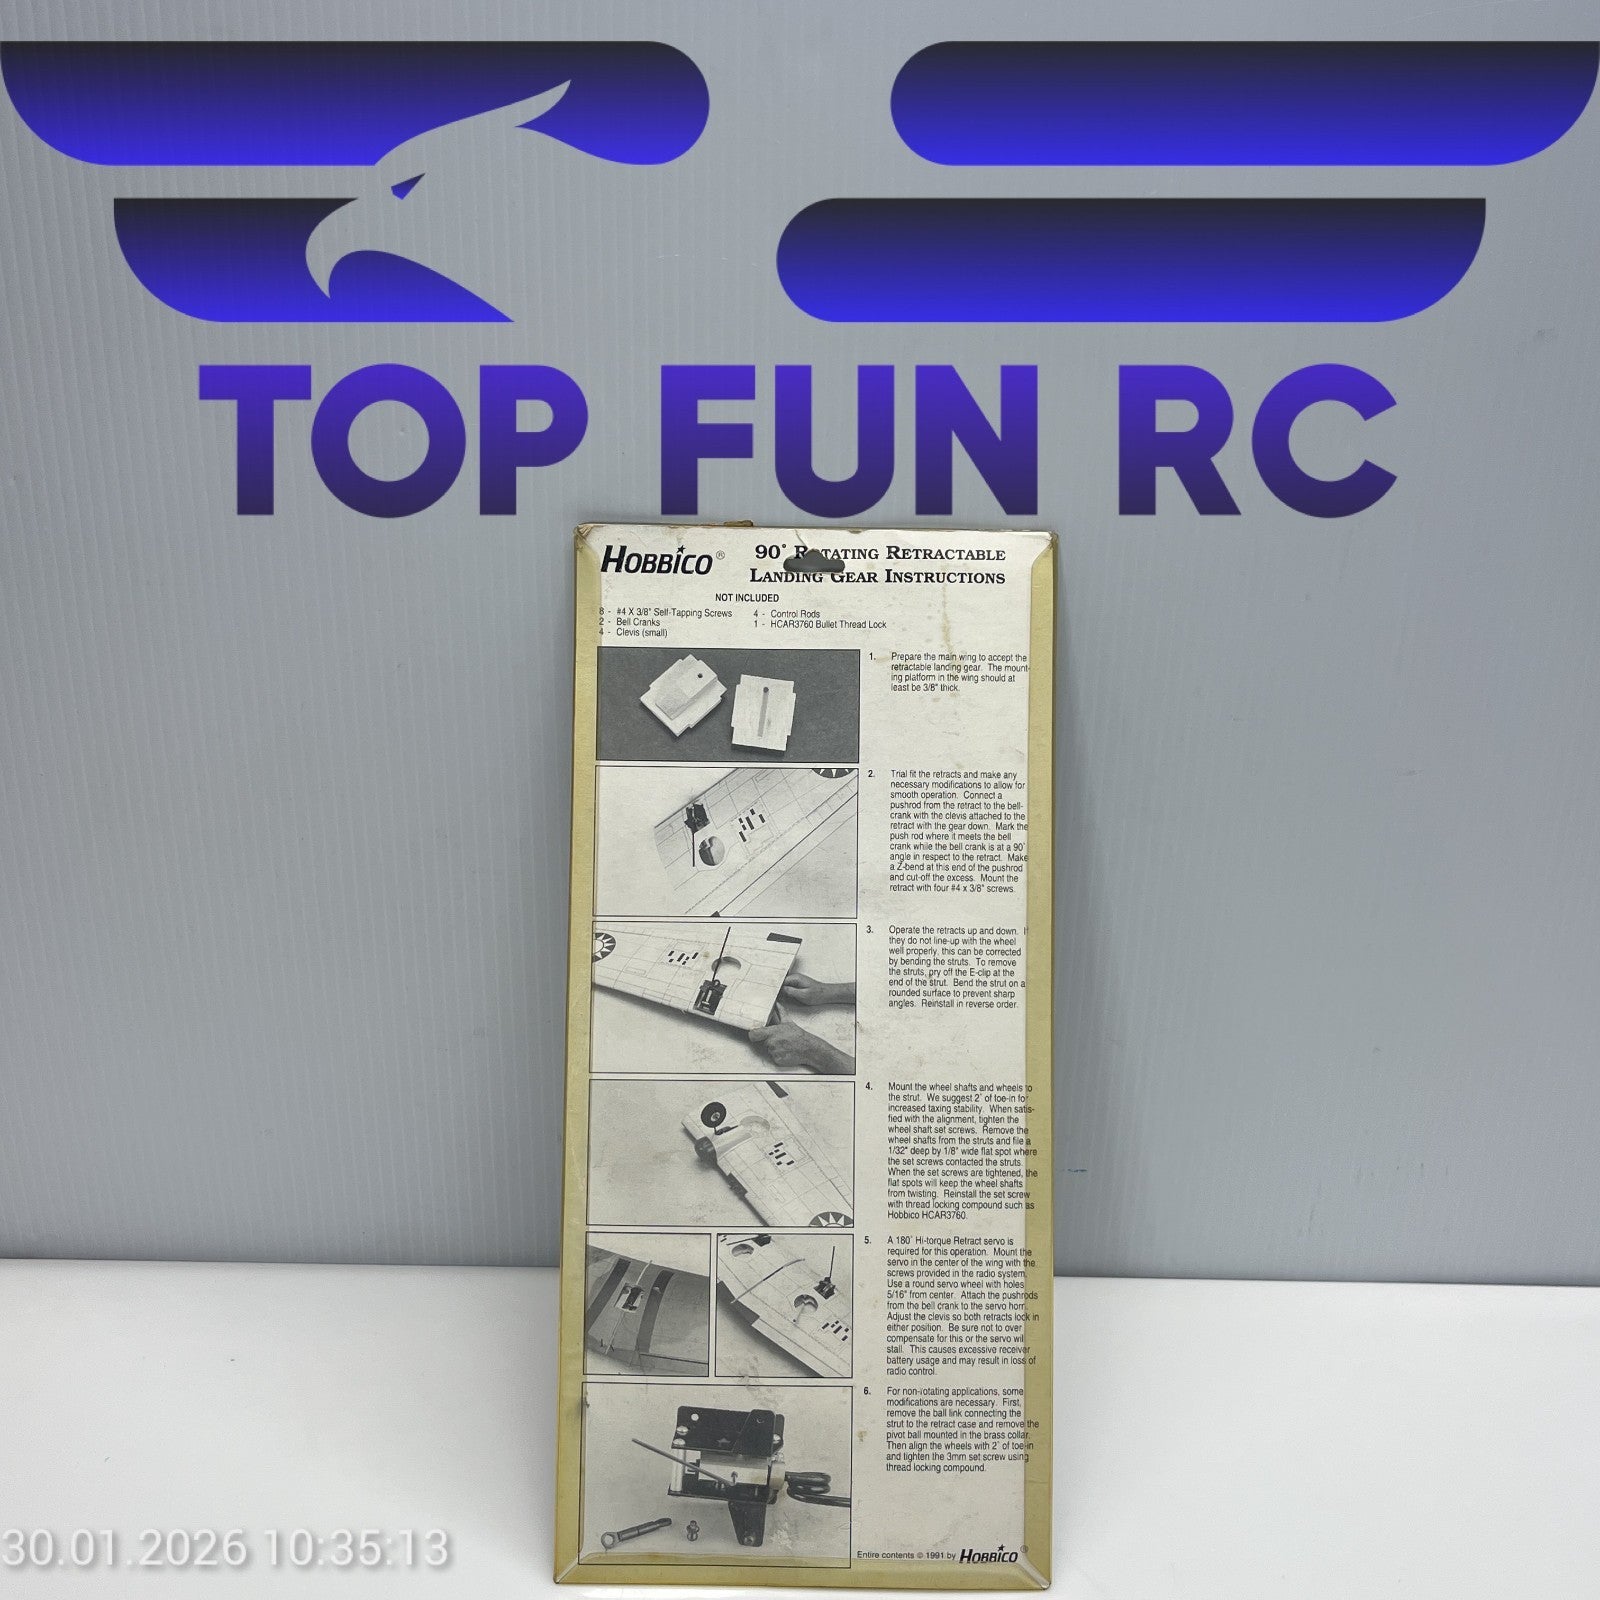 TOP FUN RC
HOBBICO®
90° ROTATING RETRACTABLE
LANDING GEAR INSTRUCTIONS
NOT INCLUDED
8 - #4 X 3/8" Self-Tapping Screws
2 - Bell Cranks
4 - Clevis (small)
4 - Control Rods
1 - HCAR3760 Bullet Thread Lock
1. Prepare the main wing to accept the
retractable landing gear. The mount-
ing platform in the wing should at
least be 3/8" thick.
2. Trial fit the retracts and make any
necessary modifications to allow for
smooth operation. Connect a
pushrod from the retract to the bell-
crank with the clevis attached to the
retract with the gear down. Mark the
push rod where it meets the bell
crank while the bell crank is at a 90°
angle in respect to the retract. Make
a Z-bend at this end of the pushrod
and cut-off the excess. Mount the
retract with four #4 x 3/8" screws.
3. Operate the retracts up and down. If
they do not line-up with the wheel
well properly, this can be corrected
by bending the struts. To remove
the struts, pry off the E-clip at the
end of the strut. Bend the strut on a
rounded surface to prevent sharp
angles. Reinstall in reverse order.
4. Mount the wheel shafts and wheels to
the strut. We suggest 2° of toe-in for
increased taxing stability. When satis-
fied with the alignment, tighten the
wheel shaft set screws. Remove the
wheel shafts from the struts and file a
1/32" deep by 1/8" wide flat spot where
the set screws contacted the struts.
When the set screws are tightened, the
flat spots will keep the wheel shafts
from twisting. Reinstall the set screw
with thread locking compound such as
Hobbico HCAR3760.
5. A 180° Hi-torque Retract servo is
required for this operation. Mount the
servo in the center of the wing with the
screws provided in the radio system.
Use a round servo wheel with holes
5/16" from center. Attach the pushrods
from the bell crank to the servo horn.
Adjust the clevis so both retracts lock in
either position. Be sure not to over
compensate for this or the servo will
stall. This causes excessive receiver
battery usage and may result in loss of
radio control.
6. For non-rotating applications, some
modifications are necessary. First,
remove the ball link connecting the
strut to the retract case and remove the
pivot ball mounted in the brass collar.
Then align the wheels with 2° of toe-in
and tighten the 3mm set screw using
thread locking compound.
Entire contents © 1991 by HOBBICO®
30.01.2026 10:35:13